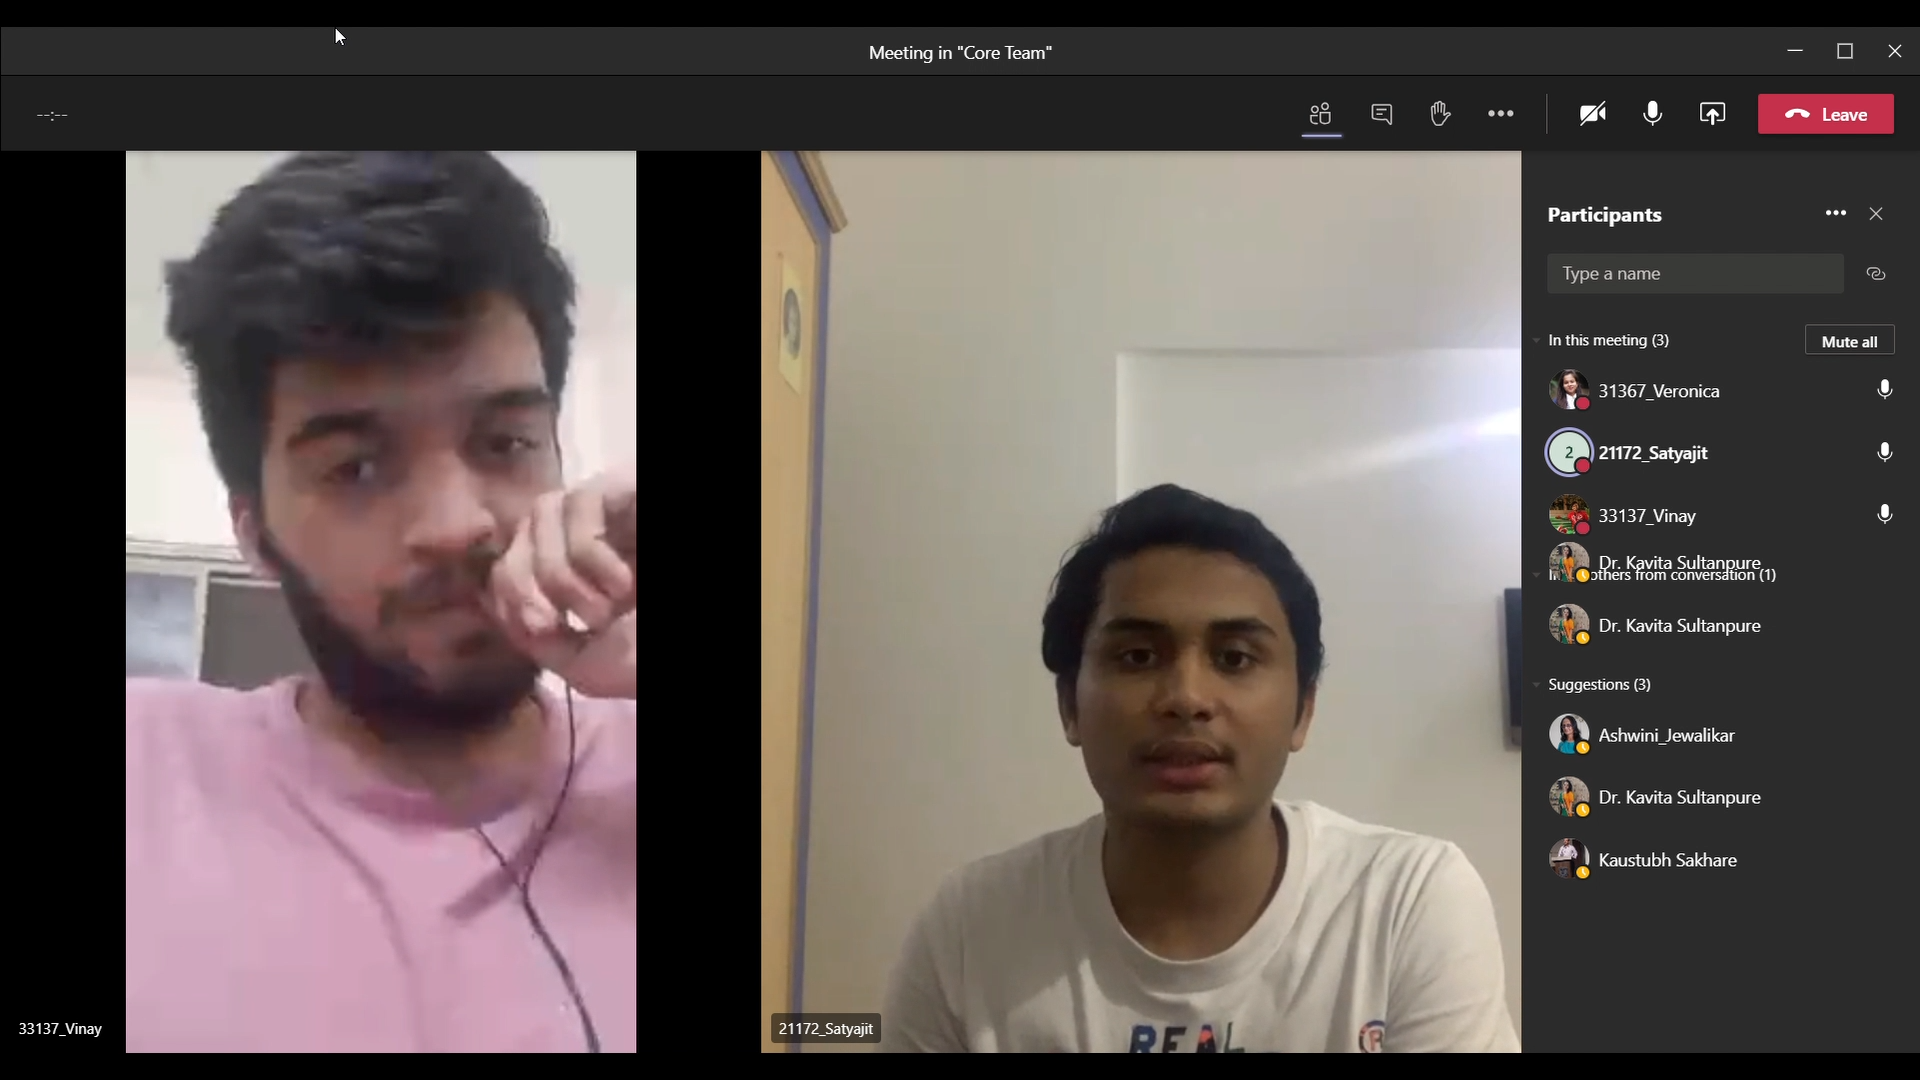 Meeting in "Core Team"
--:--
Leave
Participants
Type a name
In this meeting (3)
Mute all
31367_Veronica
2
21172_Satyajit
33137_Vinay
Dr. Kavita Sultanpure
others from conversation (1)
Dr. Kavita Sultanpure
Suggestions (3)
Ashwini_Jewalikar
Dr. Kavita Sultanpure
Kaustubh Sakhare
33137_Vinay
21172_Satyajit
REAL